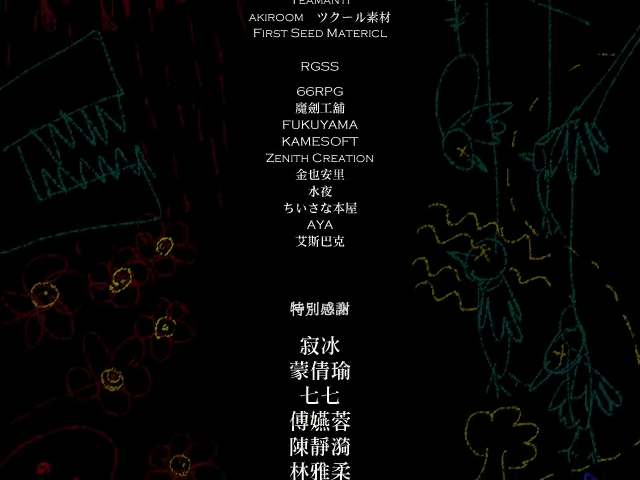 AKIROOM ツクール素材
FIRST SEED MATERICL
RGSS
66RPG
魔劍工舖
FUKUYAMA
KAMESOFT
ZENITH CREATION
金也安里
水夜
ちいさな本屋
AYA
艾斯巴克
特別感謝
寂冰
蒙倩瑜
七七
傅嬿蓉
陳靜漪
林雅柔